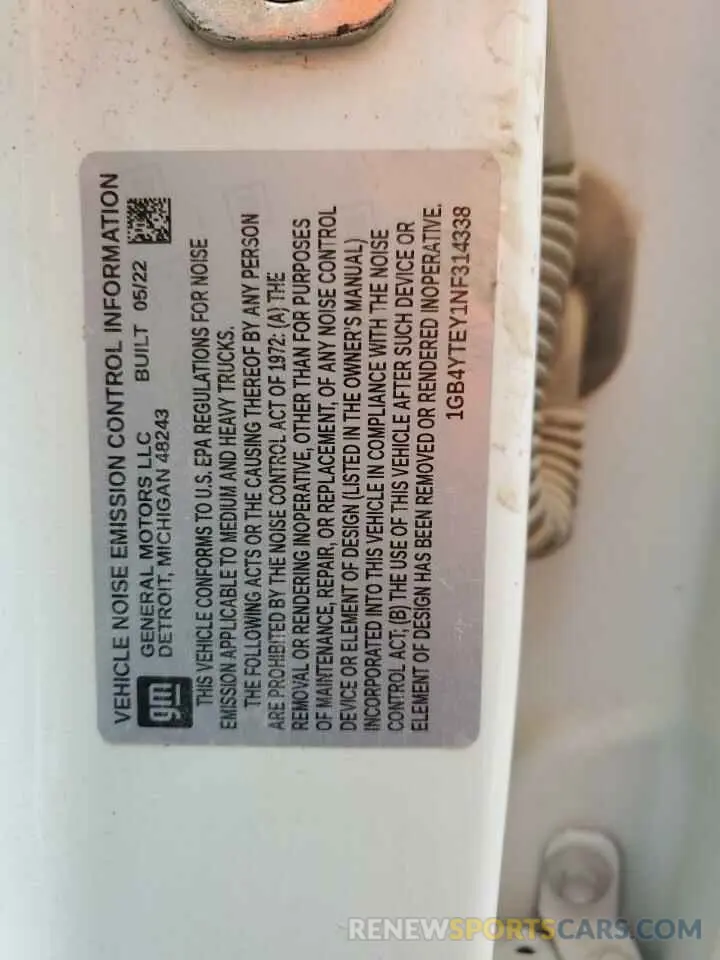 VEHICLE NOISE EMISSION CONTROL INFORMATION
gm
GENERAL MOTORS LLC BUILT 05/22
DETROIT, MICHIGAN 48243
THIS VEHICLE CONFORMS TO U.S. EPA REGULATIONS FOR NOISE
EMISSION APPLICABLE TO MEDIUM AND HEAVY TRUCKS.
THE FOLLOWING ACTS OR THE CAUSING THEREOF BY ANY PERSON
ARE PROHIBITED BY THE NOISE CONTROL ACT OF 1972: (A) THE
REMOVAL OR RENDERING INOPERATIVE, OTHER THAN FOR PURPOSES
OF MAINTENANCE, REPAIR, OR REPLACEMENT, OF ANY NOISE CONTROL
DEVICE OR ELEMENT OF DESIGN (LISTED IN THE OWNER'S MANUAL)
INCORPORATED INTO THIS VEHICLE IN COMPLIANCE WITH THE NOISE
CONTROL ACT, (B) THE USE OF THIS VEHICLE AFTER SUCH DEVICE OR
ELEMENT OF DESIGN HAS BEEN REMOVED OR RENDERED INOPERATIVE.
1GB4YTEY1NF314338
RENEWSPORTSCARS.COM